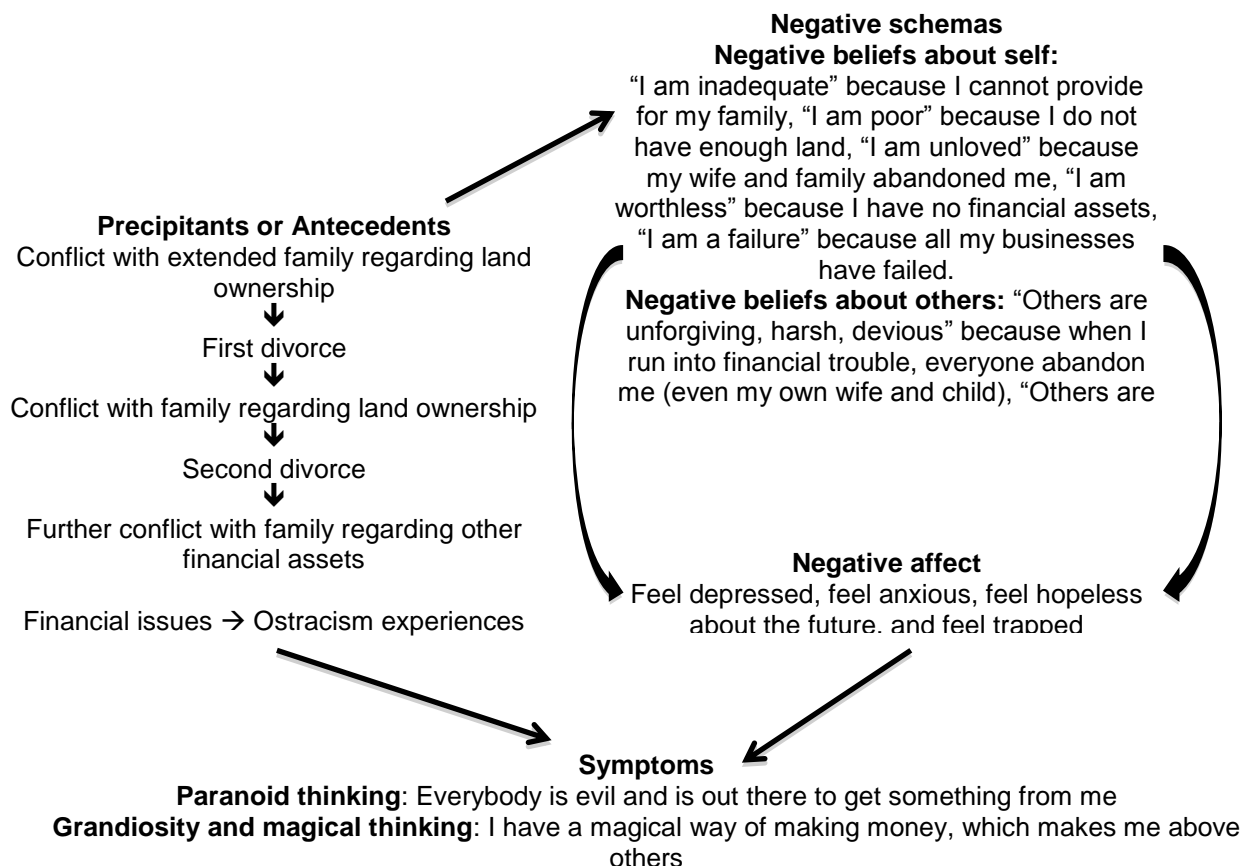 Negative schemas
Negative beliefs about self:
“I am inadequate” because I cannot provide
for my family, “I am poor” because I do not
have enough land, “I am unloved” because
my wife and family abandoned me, “I am
worthless” because I have no financial assets,
“I am a failure” because all my businesses
have failed.
Negative beliefs about others: “Others are
unforgiving, harsh, devious” because when I
run into financial trouble, everyone abandon
me (even my own wife and child), “Others are
Precipitants or Antecedents
Conflict with extended family regarding land
ownership
🡓
First divorce
🡓
Conflict with family regarding land ownership
🡓
Second divorce
🡓
Further conflict with family regarding other
financial assets
Financial issues → Ostracism experiences
Negative affect
Feel depressed, feel anxious, feel hopeless
about the future, and feel trapped
Symptoms
Paranoid thinking: Everybody is evil and is out there to get something from me
Grandiosity and magical thinking: I have a magical way of making money, which makes me above
others